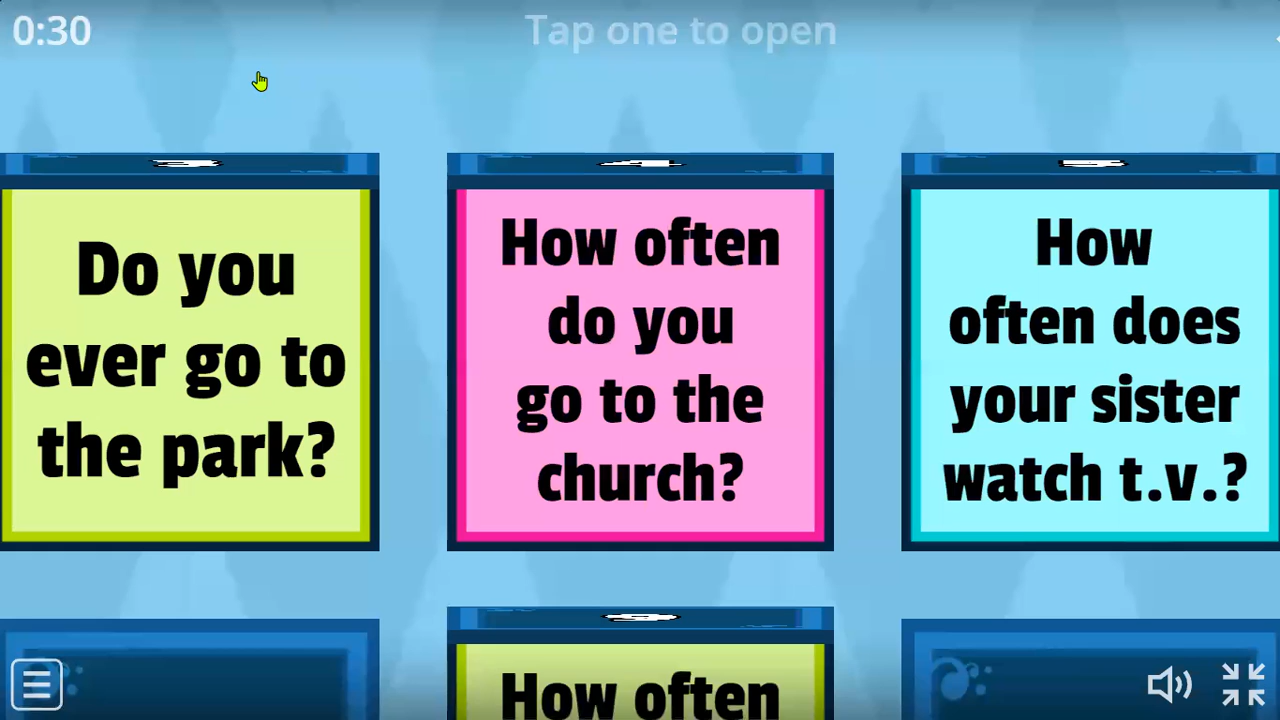 0:30
Tap one to open
Do you
ever go to
the park?
How often
do you
go to the
church?
How
often does
your sister
watch t.v.?
How often